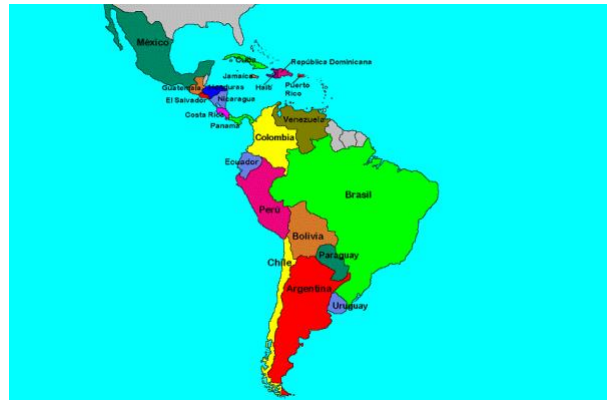 México
Cuba
República Dominicana
Jamaica
Haití
Puerto
Rico
Guatemala
Honduras
El Salvador
Nicaragua
Costa Rica
Panamá
Venezuela
Colombia
Ecuador
Brasil
Perú
Bolivia
Paraguay
Chile
Argentina
Uruguay